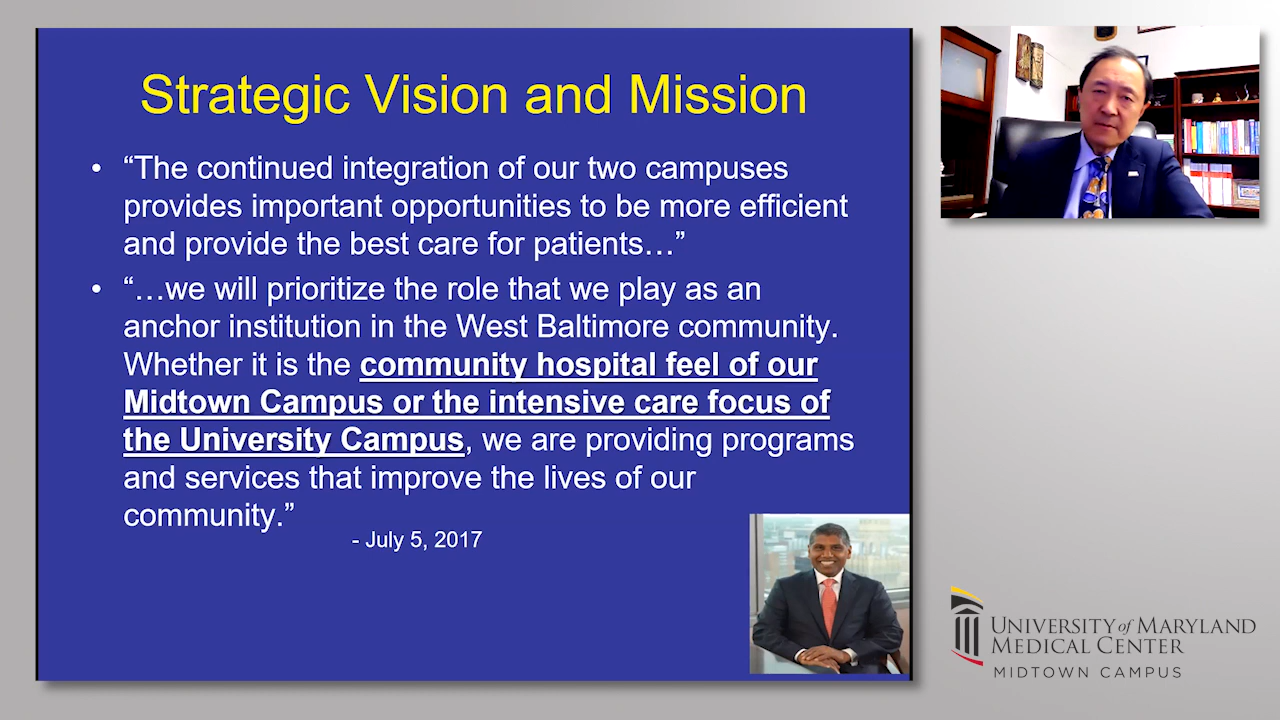 Strategic Vision and Mission
• “The continued integration of our two campuses
provides important opportunities to be more efficient
and provide the best care for patients…”
• “…we will prioritize the role that we play as an
anchor institution in the West Baltimore community.
Whether it is the community hospital feel of our
Midtown Campus or the intensive care focus of
the University Campus, we are providing programs
and services that improve the lives of our
community.”
- July 5, 2017
UNIVERSITY of MARYLAND
MEDICAL CENTER
MIDTOWN CAMPUS